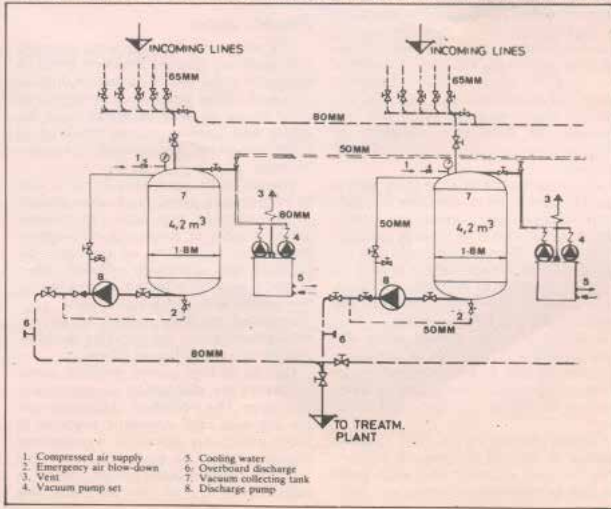 INCOMING LINES
INCOMING LINES
65MM
65MM
80MM
50MM
1
1
7
7
3
3
4,2 m³
4,2 m³
80MM
50MM
4
4
1·8M
1·8M
5
5
8
8
2
2
6
6
50MM
80MM
TO TREATM.
PLANT
1. Compressed air supply
2. Emergency air blow-down
3. Vent
4. Vacuum pump set
5. Cooling water
6. Overboard discharge
7. Vacuum collecting tank
8. Discharge pump